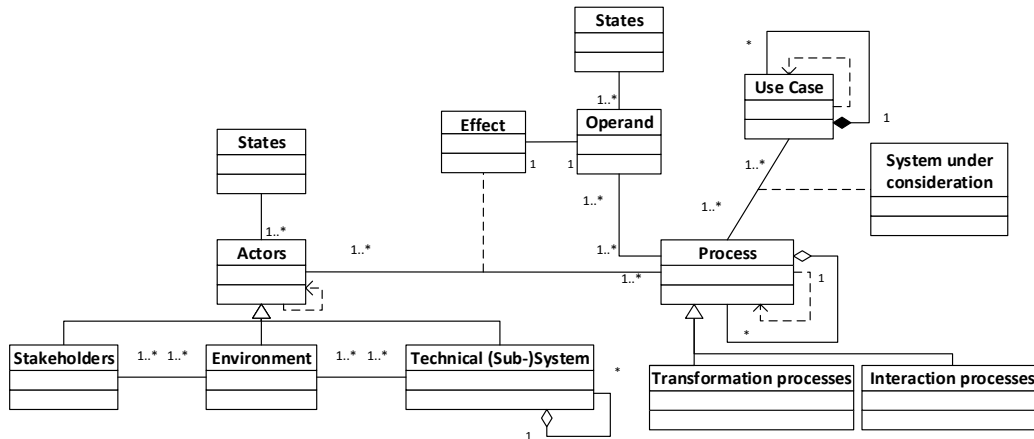 States
*
Use Case
1
1..*
Effect
Operand
1
1
States
1..*
System under
consideration
1..*
1..*
1..*
Actors
1..*
1..*
Process
1..*
1
*
Stakeholders
1..*
1..*
Environment
1..*
1..*
Technical (Sub-)System
*
1
Transformation processes
Interaction processes